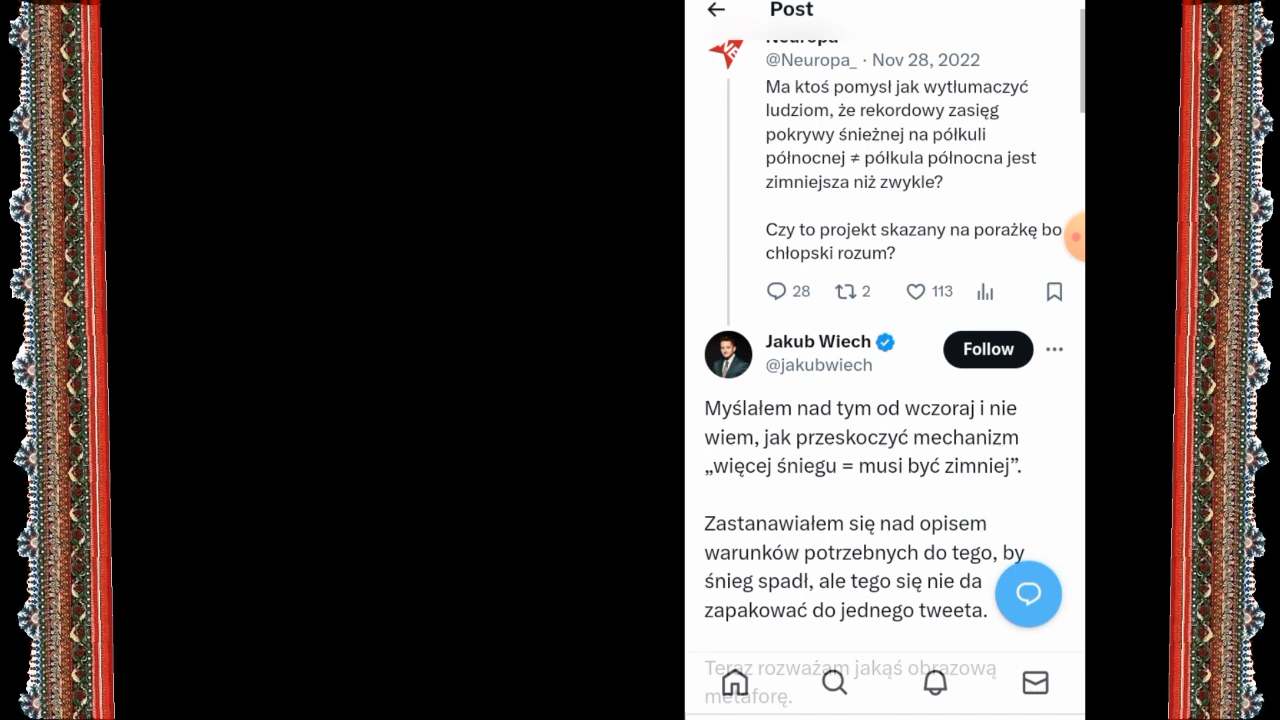 Post
Neuropa
@Neuropa_ · Nov 28, 2022
Ma ktoś pomysł jak wytłumaczyć
ludziom, że rekordowy zasięg
pokrywy śnieżnej na półkuli
północnej ≠ półkula północna jest
zimniejsza niż zwykle?
Czy to projekt skazany na porażkę bo
chłopski rozum?
28 2 113
Jakub Wiech
Follow
@jakubwiech
Myślałem nad tym od wczoraj i nie
wiem, jak przeskoczyć mechanizm
„więcej śniegu = musi być zimniej”.
Zastanawiałem się nad opisem
warunków potrzebnych do tego, by
śnieg spadł, ale tego się nie da
zapakować do jednego tweeta.
Teraz rozważam jakąś obrazową
metaforę.